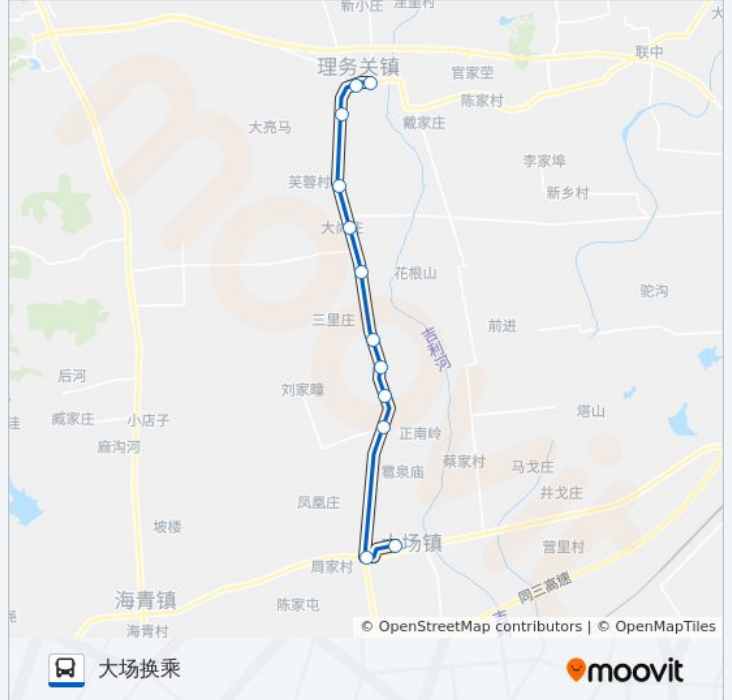 新小庄
理务关镇
联中
官家茔
陈家村
大亮马
戴家庄
李家埠
芙蓉村
新乡村
花根山
驼沟
三里庄
前进
吉利河
后河
刘家疃
塔山
臧家庄
小店子
正南岭
麻沟河
蔡家村
马戈庄
雹泉庙
井戈庄
凤凰庄
坡楼
场镇
营里村
周家村
同三高速
海青镇
陈家屯
海青村
© OpenStreetMap contributors | © OpenMapTiles
大场换乘
moovit